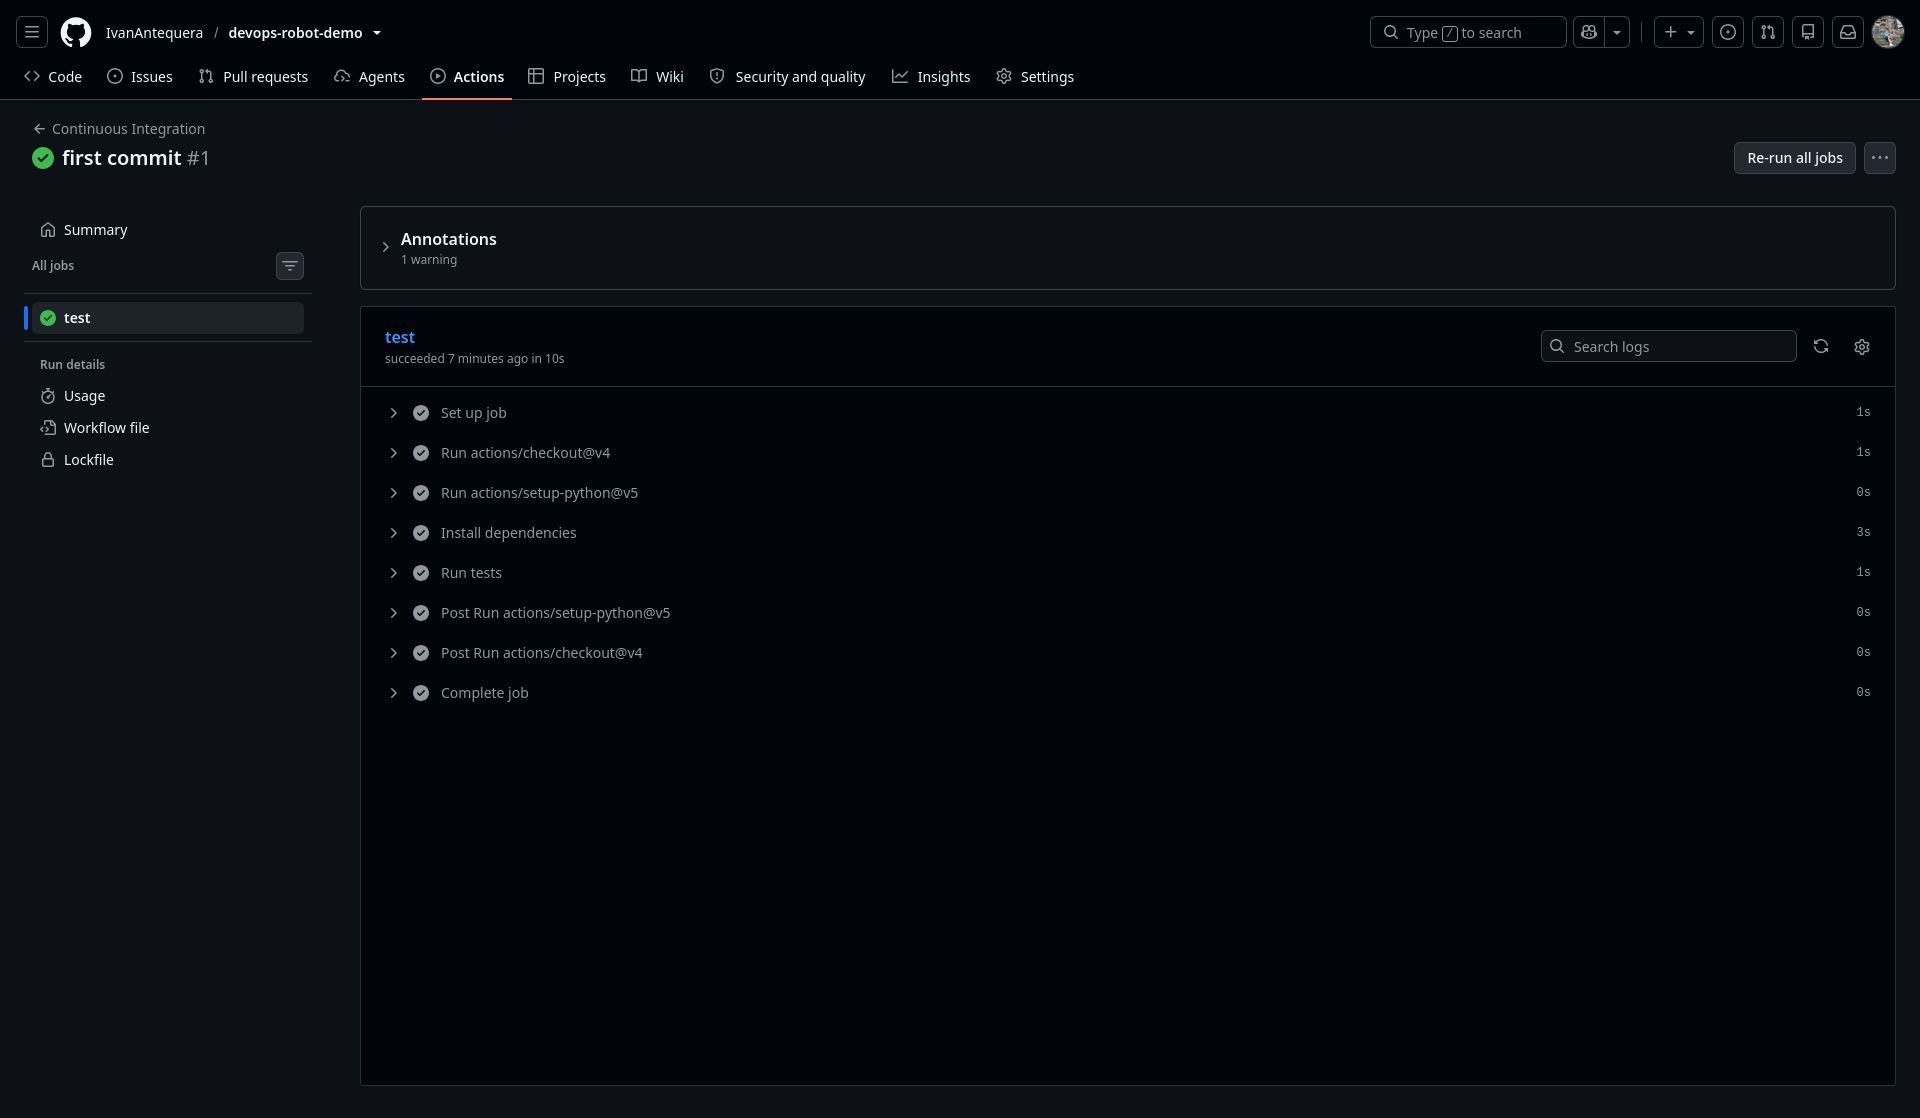 IvanAntequera / devops-robot-demo
Type / to search
Code Issues Pull requests Agents Actions Projects Wiki Security and quality Insights Settings
Continuous Integration
first commit #1
Re-run all jobs
Summary
All jobs
test
Run details
Usage
Workflow file
Lockfile
Annotations
1 warning
test
succeeded 7 minutes ago in 10s
Search logs
Set up job 1s
Run actions/checkout@v4 1s
Run actions/setup-python@v5 0s
Install dependencies 3s
Run tests 1s
Post Run actions/setup-python@v5 0s
Post Run actions/checkout@v4 0s
Complete job 0s